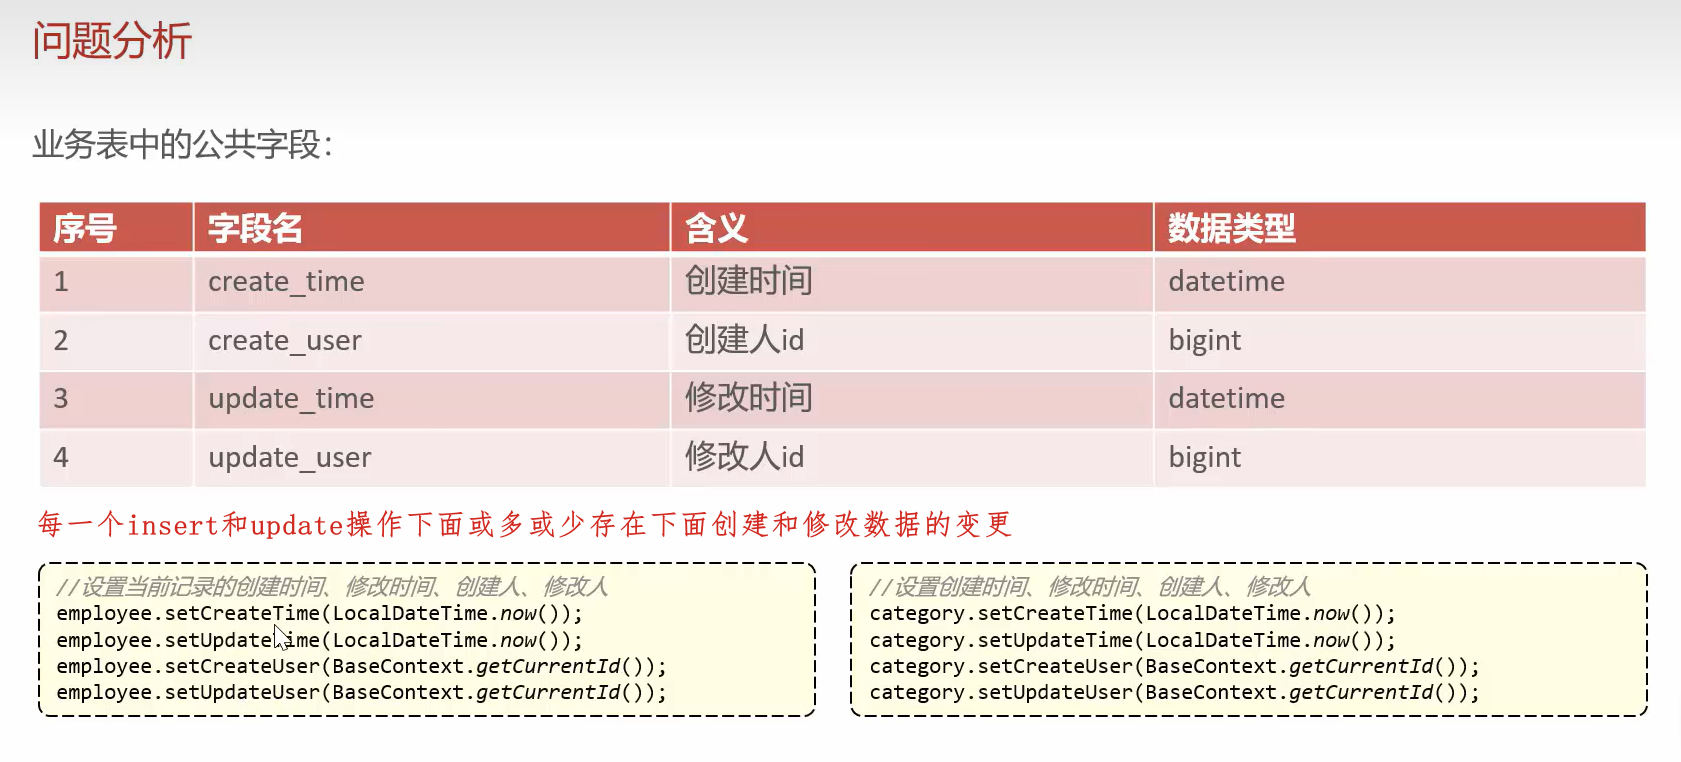 问题分析
业务表中的公共字段：
序号 字段名 含义 数据类型
1 create_time 创建时间 datetime
2 create_user 创建人id bigint
3 update_time 修改时间 datetime
4 update_user 修改人id bigint
每一个insert和update操作下面或多或少存在下面创建和修改数据的变更
//设置当前记录的创建时间、修改时间、创建人、修改人
employee.setCreateTime(LocalDateTime.now());
employee.setUpdateTime(LocalDateTime.now());
employee.setCreateUser(BaseContext.getCurrentId());
employee.setUpdateUser(BaseContext.getCurrentId());
//设置创建时间、修改时间、创建人、修改人
category.setCreateTime(LocalDateTime.now());
category.setUpdateTime(LocalDateTime.now());
category.setCreateUser(BaseContext.getCurrentId());
category.setUpdateUser(BaseContext.getCurrentId());